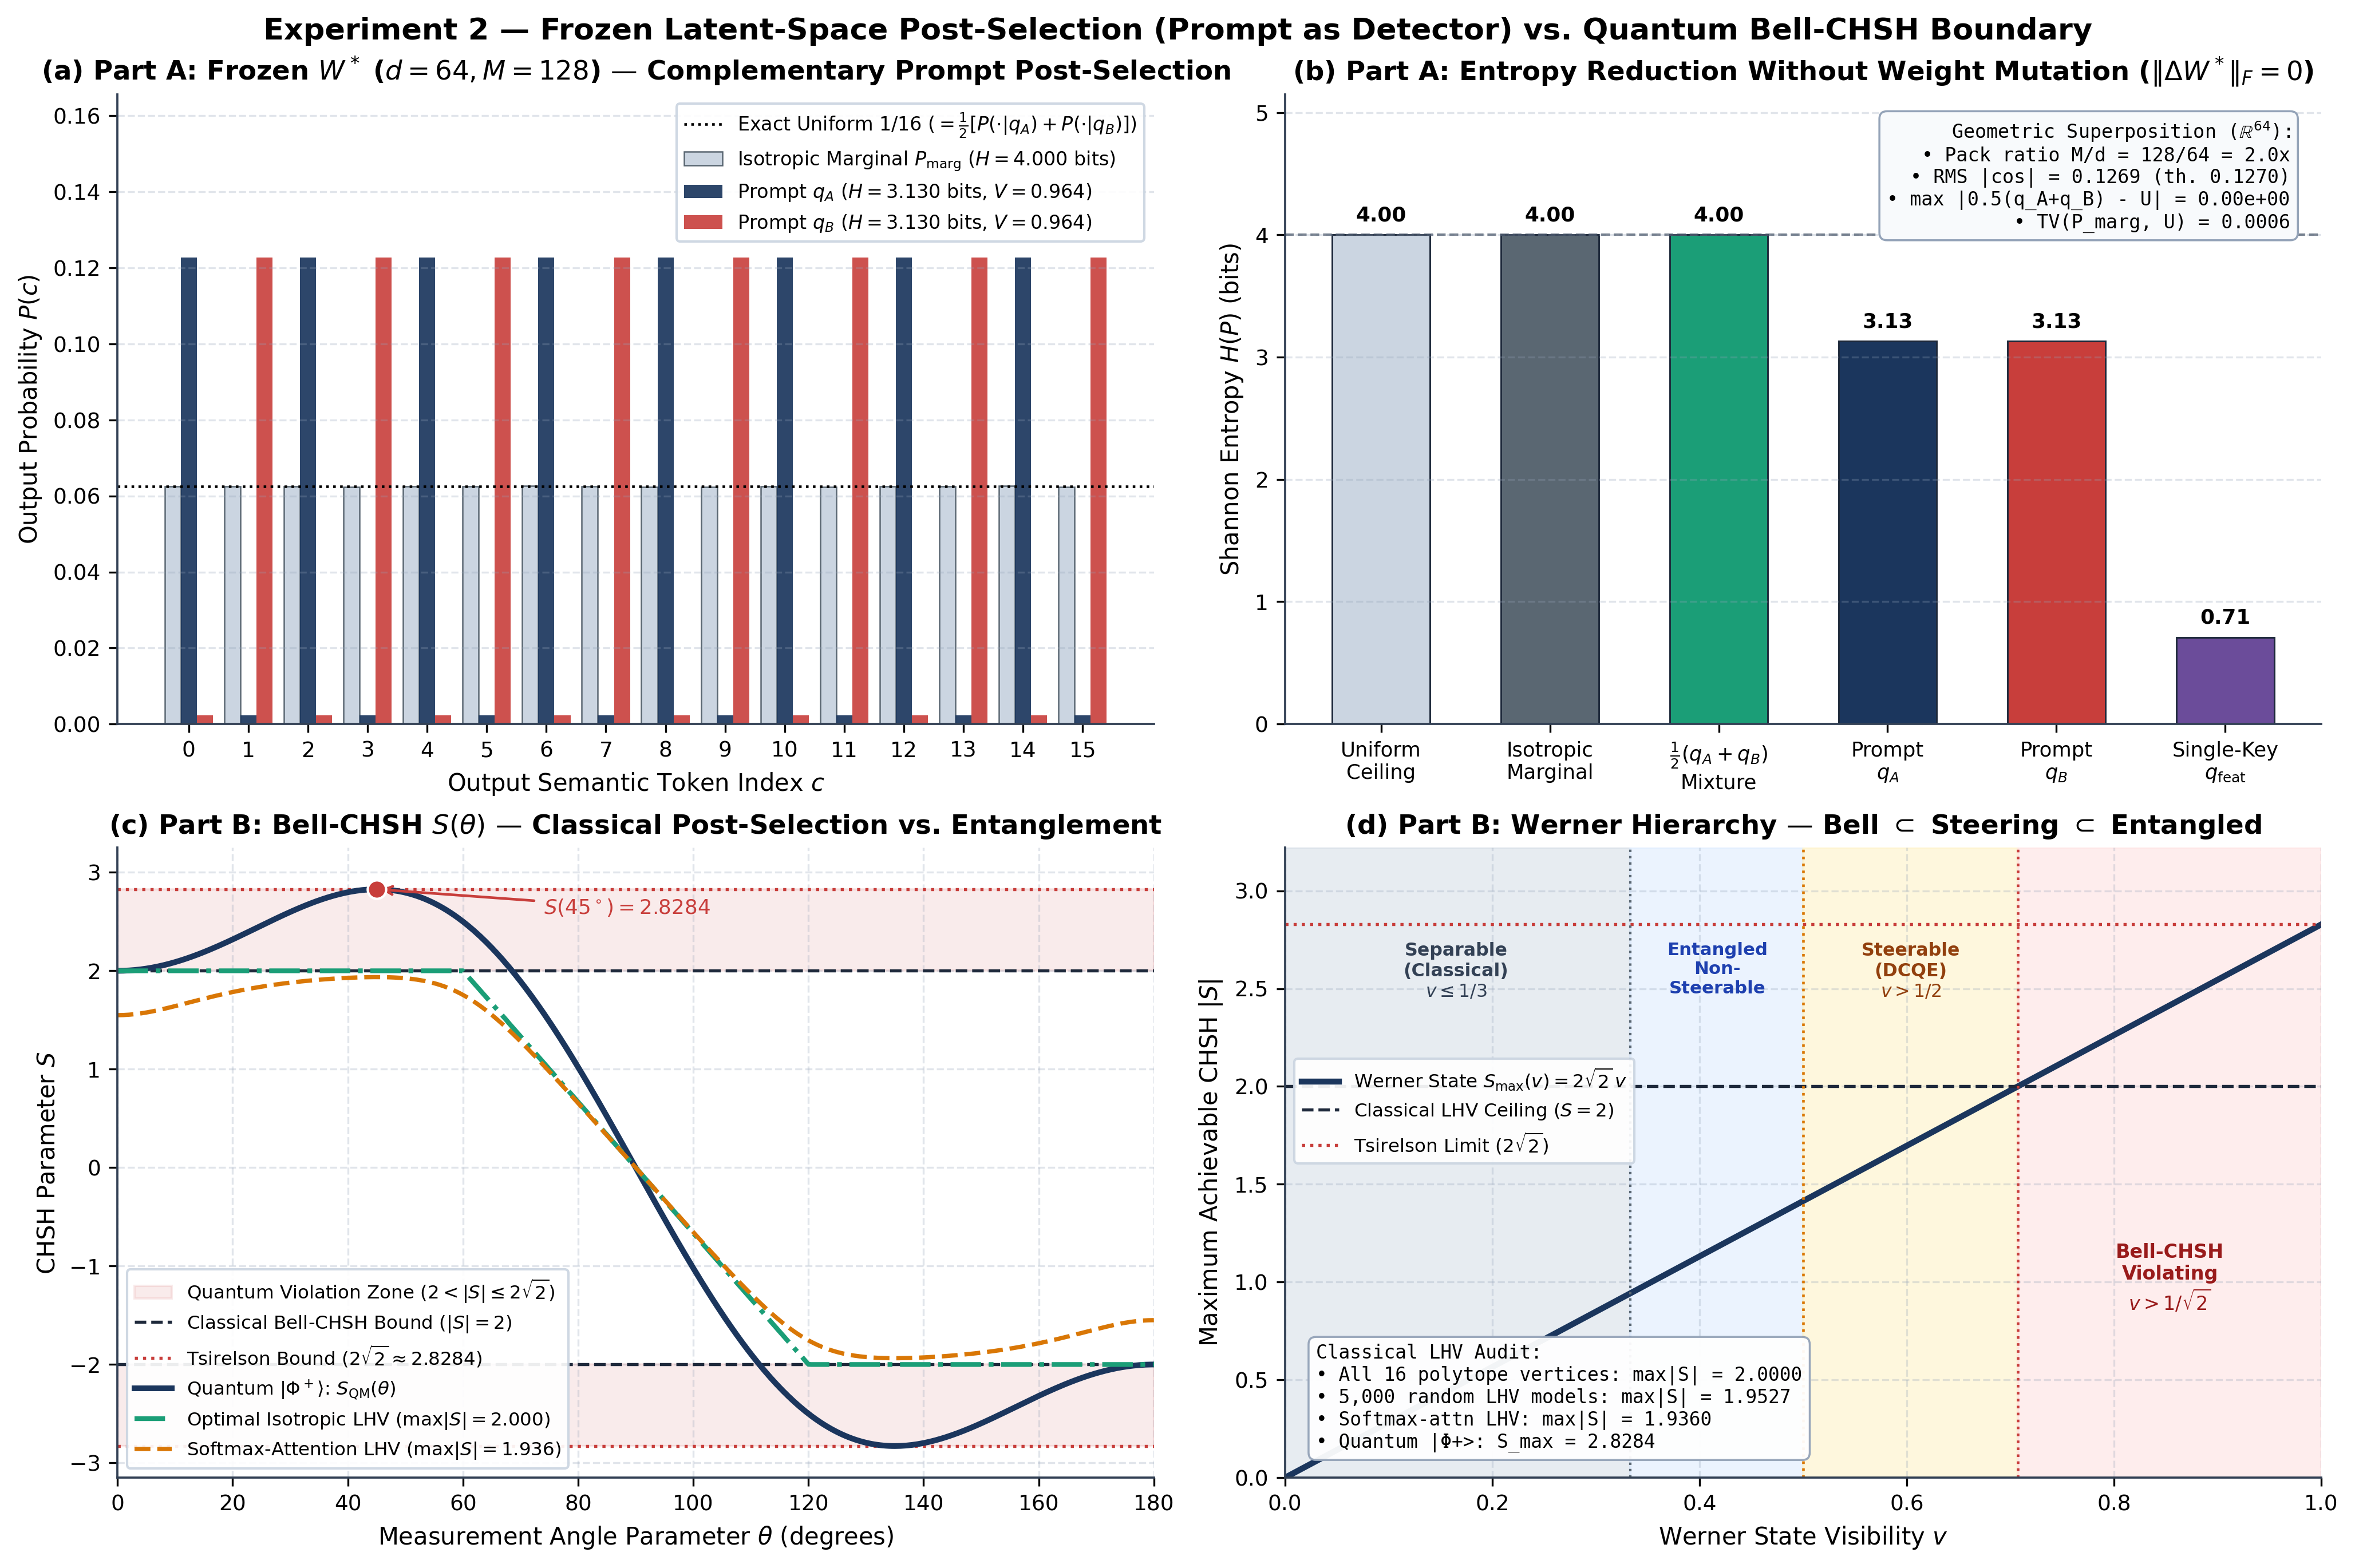 Experiment 2 — Frozen Latent-Space Post-Selection (Prompt as Detector) vs. Quantum Bell-CHSH Boundary
(a) Part A: Frozen W* (d = 64, M = 128) — Complementary Prompt Post-Selection
Exact Uniform 1/16 (= ½[P(·|q_A) + P(·|q_B)])
Isotropic Marginal P_marg (H = 4.000 bits)
Prompt q_A (H = 3.130 bits, V = 0.964)
Prompt q_B (H = 3.130 bits, V = 0.964)
0.16
0.14
0.12
0.10
0.08
0.06
0.04
0.02
0.00
Output Probability P(c)
0 1 2 3 4 5 6 7 8 9 10 11 12 13 14 15
Output Semantic Token Index c
(b) Part A: Entropy Reduction Without Weight Mutation (‖ΔW*‖_F = 0)
Geometric Superposition (ℝ^64):
• Pack ratio M/d = 128/64 = 2.0x
• RMS |cos| = 0.1269 (th. 0.1270)
• max |0.5(q_A+q_B) - U| = 0.00e+00
• TV(P_marg, U) = 0.0006
5
4
3
2
1
0
Shannon Entropy H(P) (bits)
4.00 4.00 4.00 3.13 3.13 0.71
Uniform
Ceiling
Isotropic
Marginal
½(q_A + q_B)
Mixture
Prompt
q_A
Prompt
q_B
Single-Key
q_feat
(c) Part B: Bell-CHSH S(θ) — Classical Post-Selection vs. Entanglement
3
2
1
0
−1
−2
−3
CHSH Parameter S
S(45°) = 2.8284
Quantum Violation Zone (2 < |S| ≤ 2√2)
Classical Bell-CHSH Bound (|S| = 2)
Tsirelson Bound (2√2 ≈ 2.8284)
Quantum |Φ⁺⟩: S_QM(θ)
Optimal Isotropic LHV (max|S| = 2.000)
Softmax-Attention LHV (max|S| = 1.936)
0 20 40 60 80 100 120 140 160 180
Measurement Angle Parameter θ (degrees)
(d) Part B: Werner Hierarchy — Bell ⊂ Steering ⊂ Entangled
3.0
2.5
2.0
1.5
1.0
0.5
0.0
Maximum Achievable CHSH |S|
Separable
(Classical)
v ≤ 1/3
Entangled
Non-
Steerable
Steerable
(DCQE)
v > 1/2
Werner State S_max(v) = 2√2 v
Classical LHV Ceiling (S = 2)
Tsirelson Limit (2√2)
Bell-CHSH
Violating
v > 1/√2
Classical LHV Audit:
• All 16 polytope vertices: max|S| = 2.0000
• 5,000 random LHV models: max|S| = 1.9527
• Softmax-attn LHV: max|S| = 1.9360
• Quantum |Φ+>: S_max = 2.8284
0.0 0.2 0.4 0.6 0.8 1.0
Werner State Visibility v